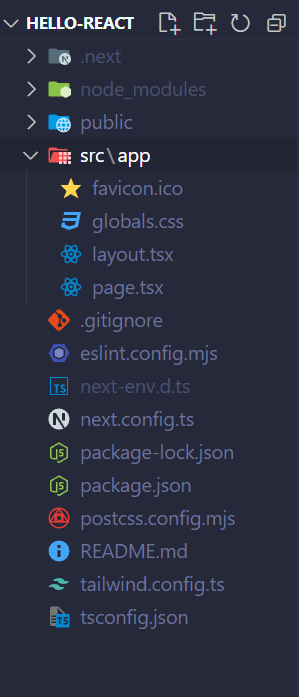 HELLO-REACT
.next
node_modules
public
src\app
favicon.ico
globals.css
layout.tsx
page.tsx
.gitignore
eslint.config.mjs
next-env.d.ts
next.config.ts
package-lock.json
package.json
postcss.config.mjs
README.md
tailwind.config.ts
tsconfig.json